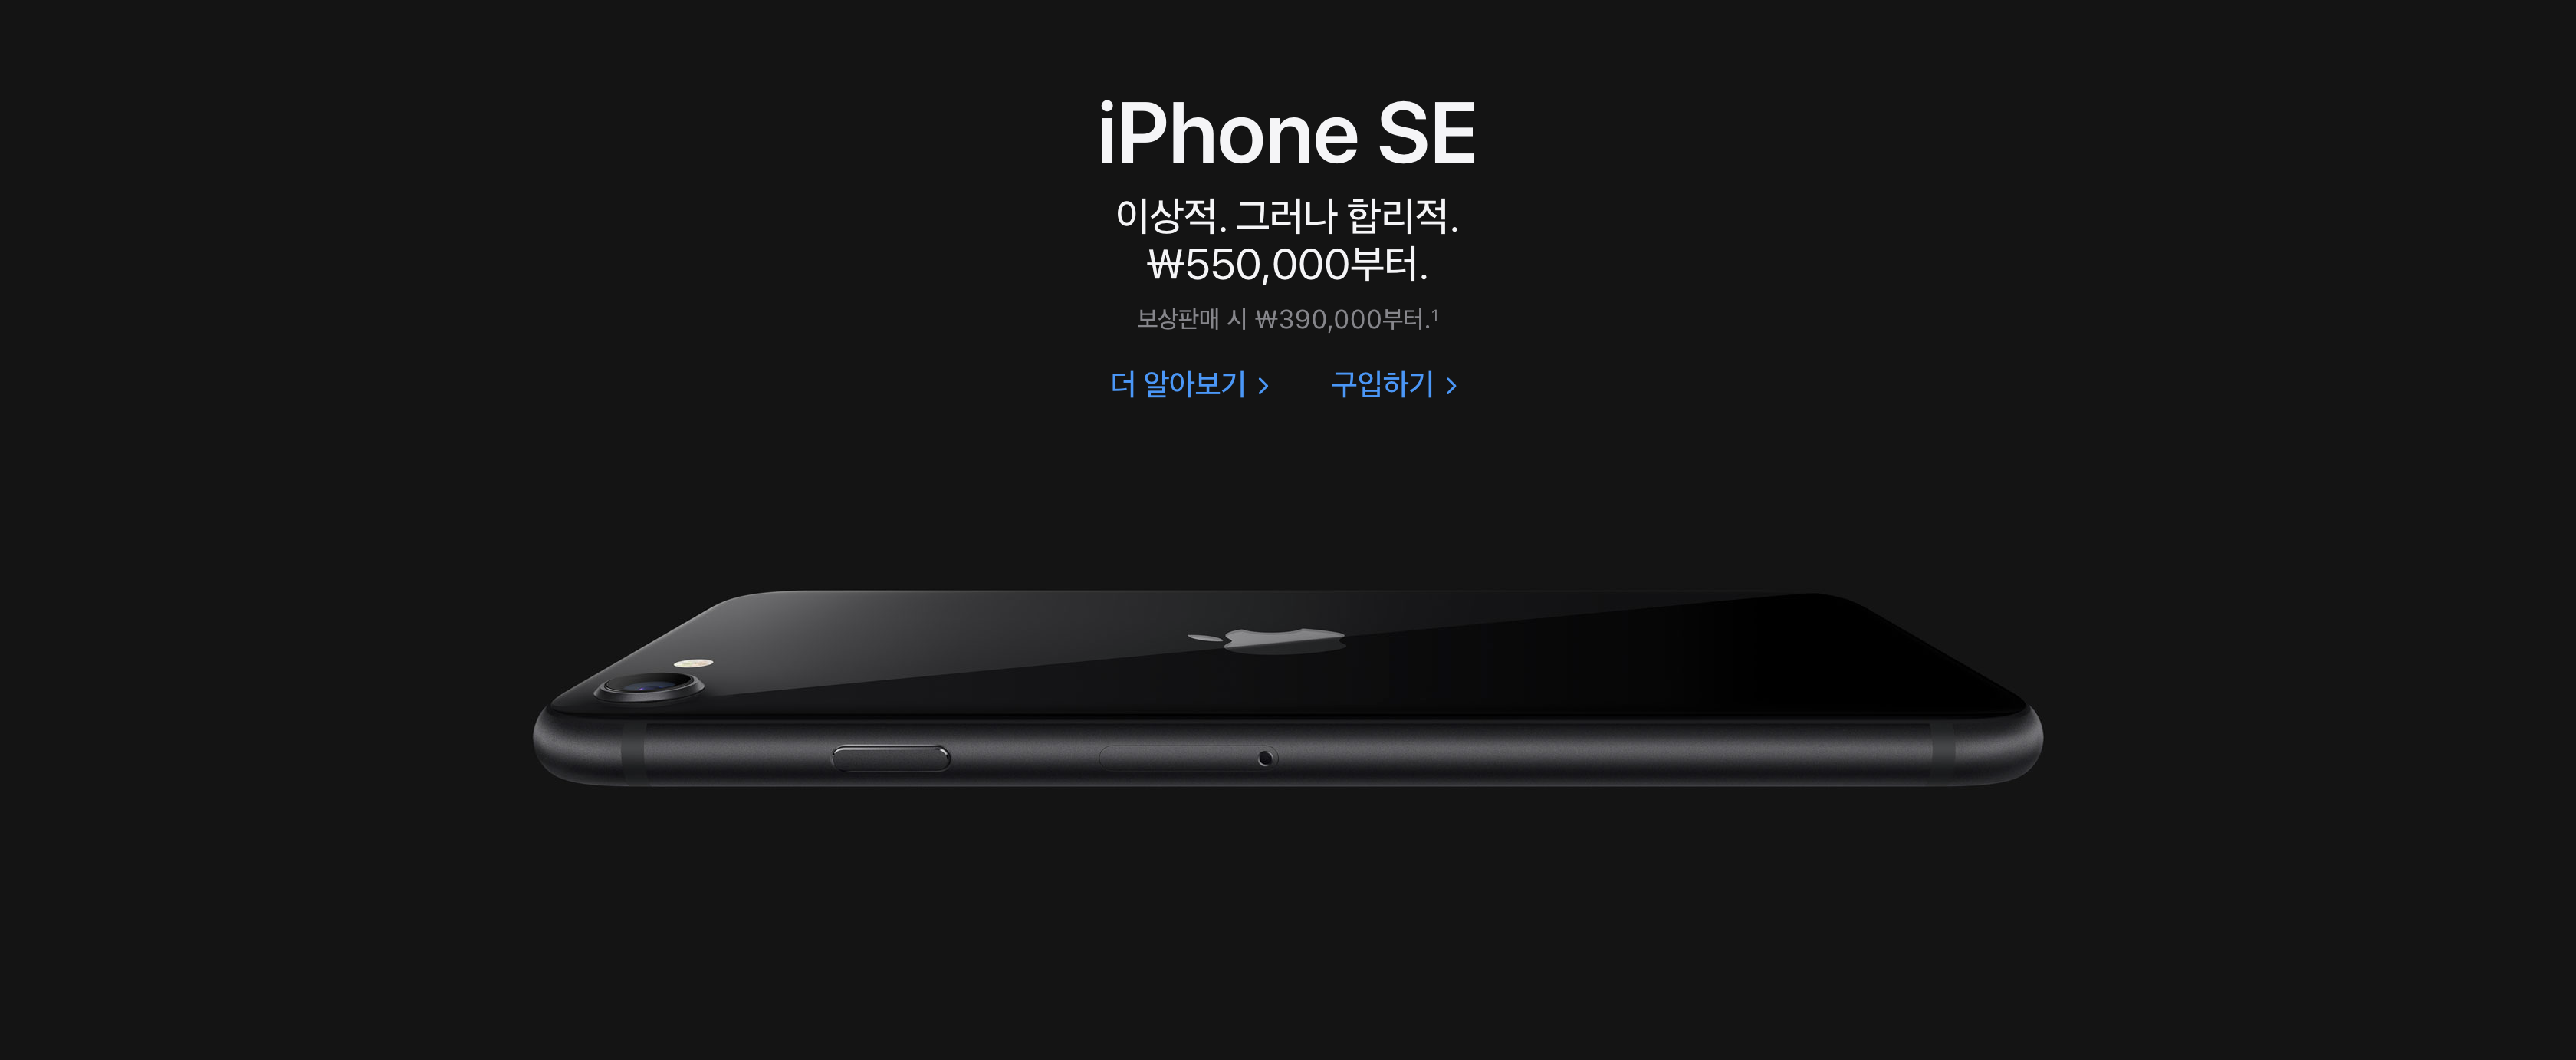 iPhone SE
이상적. 그러나 합리적.
₩550,000부터.
보상판매 시 ₩390,000부터.¹
더 알아보기 > 구입하기 >